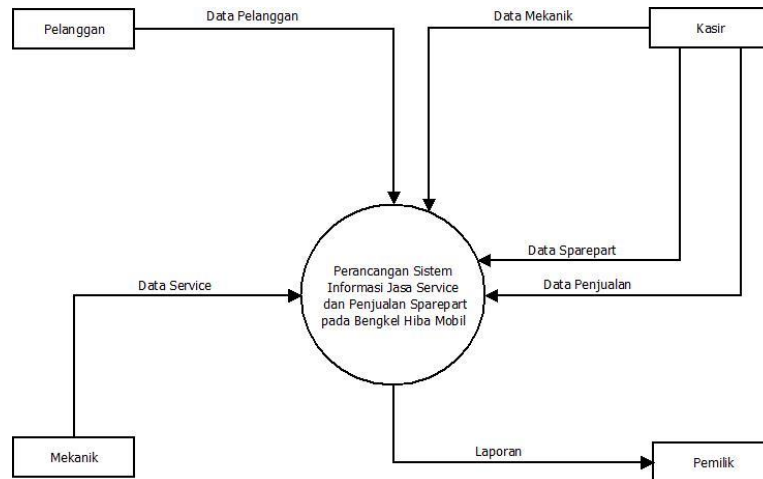 Data Pelanggan
Data Mekanik
Pelanggan
Kasir
Data Sparepart
Perancangan Sistem
Informasi Jasa Service
dan Penjualan Sparepart
pada Bengkel Hiba Mobil
Data Service
Data Penjualan
Mekanik
Laporan
Pemilik